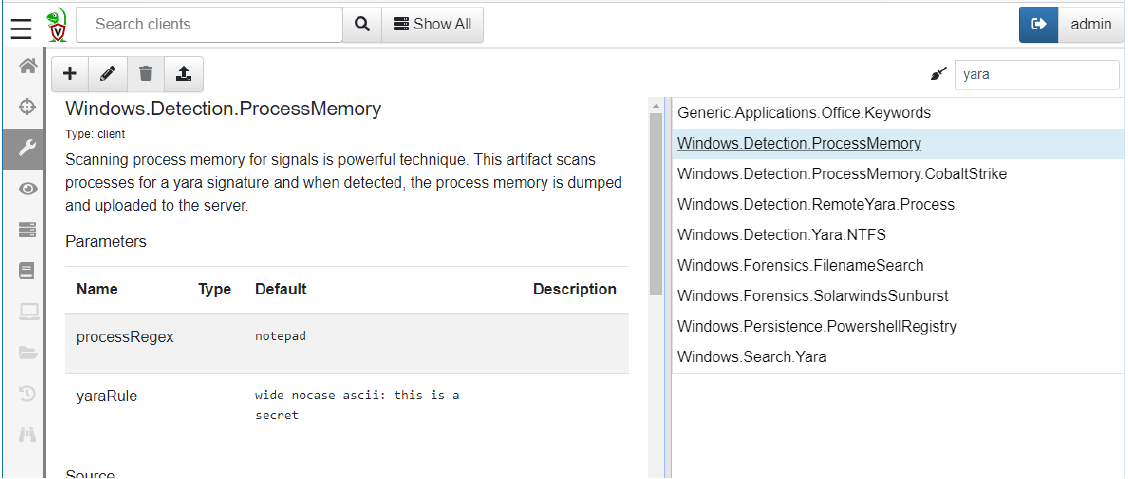 Search clients
Show All
admin
yara
Windows.Detection.ProcessMemory
Type: client
Scanning process memory for signals is powerful technique. This artifact scans
processes for a yara signature and when detected, the process memory is dumped
and uploaded to the server.
Parameters
Name Type Default Description
processRegex notepad
yaraRule wide nocase ascii: this is a
secret
Source
Generic.Applications.Office.Keywords
Windows.Detection.ProcessMemory
Windows.Detection.ProcessMemory.CobaltStrike
Windows.Detection.RemoteYara.Process
Windows.Detection.Yara.NTFS
Windows.Forensics.FilenameSearch
Windows.Forensics.SolarwindsSunburst
Windows.Persistence.PowershellRegistry
Windows.Search.Yara